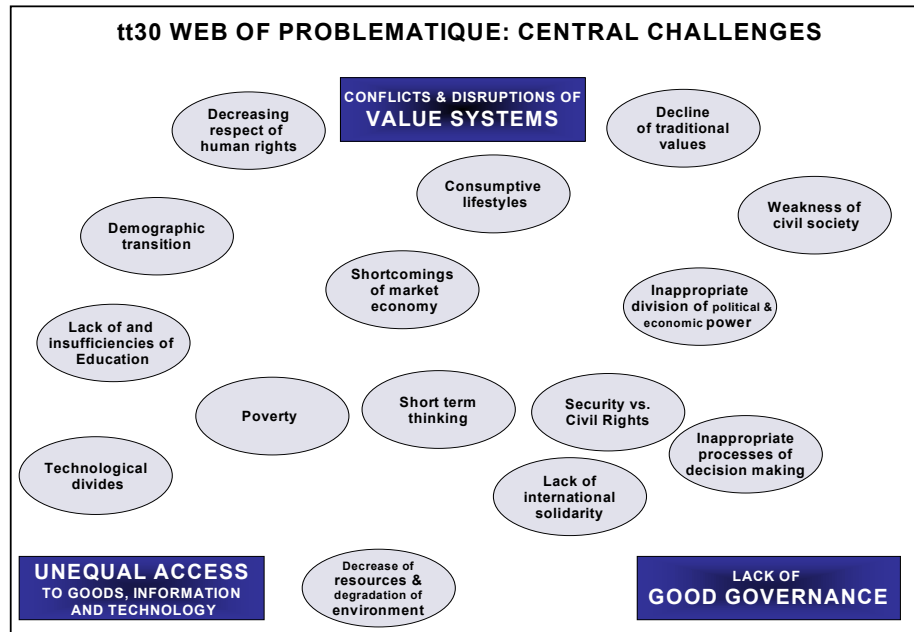 tt30 WEB OF PROBLEMATIQUE: CENTRAL CHALLENGES
CONFLICTS & DISRUPTIONS OF
VALUE SYSTEMS
Decreasing
respect of
human rights
Decline
of traditional
values
Consumptive
lifestyles
Weakness of
civil society
Demographic
transition
Shortcomings
of market
economy
Inappropriate
division of political &
economic power
Lack of and
insufficiencies of
Education
Poverty
Short term
thinking
Security vs.
Civil Rights
Inappropriate
processes of
decision making
Technological
divides
Lack of
international
solidarity
UNEQUAL ACCESS
TO GOODS, INFORMATION
AND TECHNOLOGY
Decrease of
resources &
degradation of
environment
LACK OF
GOOD GOVERNANCE